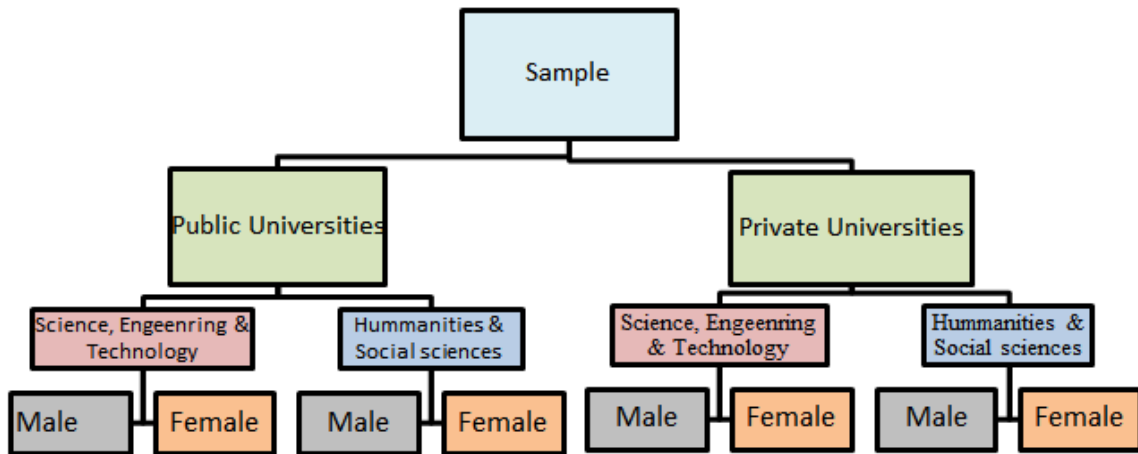 Sample
Public Universities
Private Universities
Science, Engeenring &
Technology
Hummanities &
Social sciences
Science, Engeenring
& Technology
Hummanities &
Social sciences
Male
Female
Male
Female
Male
Female
Male
Female